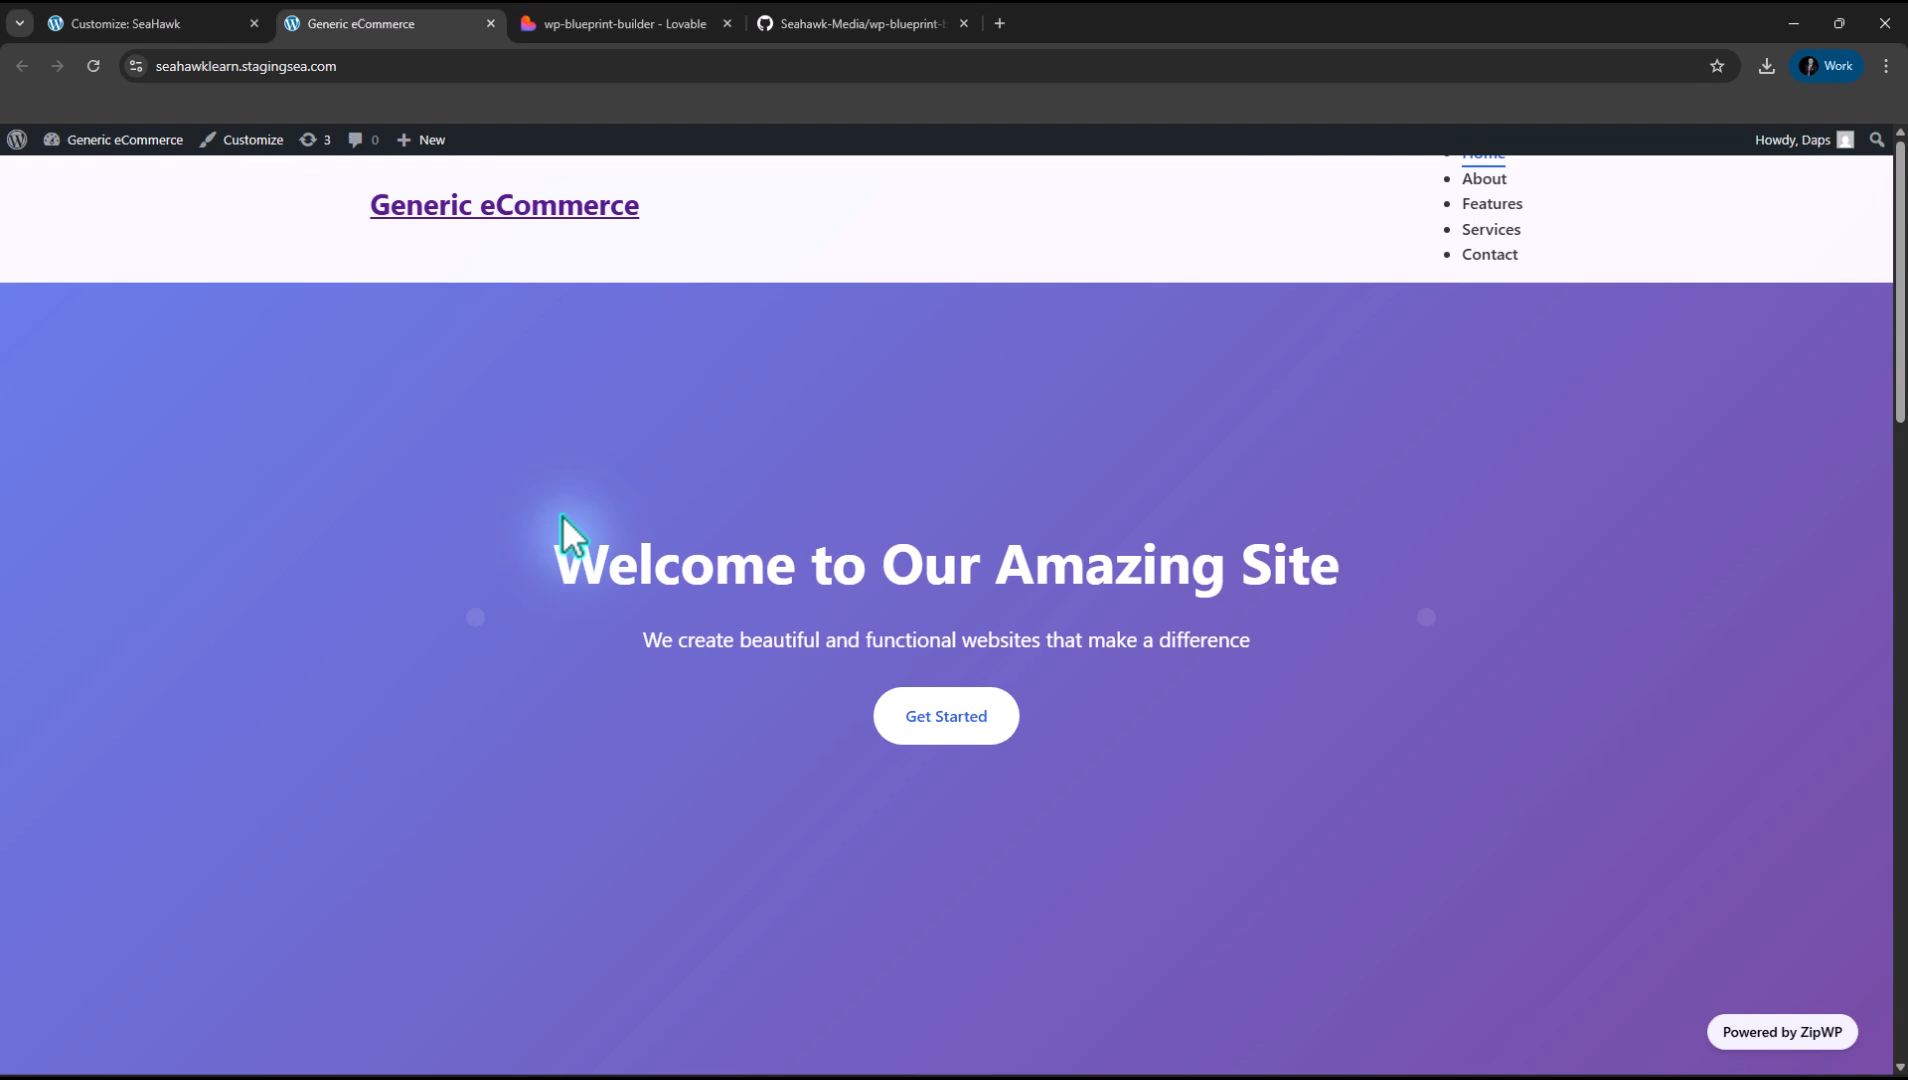 Customize: SeaHawk
Generic eCommerce
wp-blueprint-builder - Lovable
Seahawk-Media/wp-blueprint-
seahawklearn.stagingsea.com
Work
Generic eCommerce
Customize
3
0
New
Howdy, Daps
Generic eCommerce
Home
About
Features
Services
Contact
Welcome to Our Amazing Site
We create beautiful and functional websites that make a difference
Get Started
Powered by ZipWP